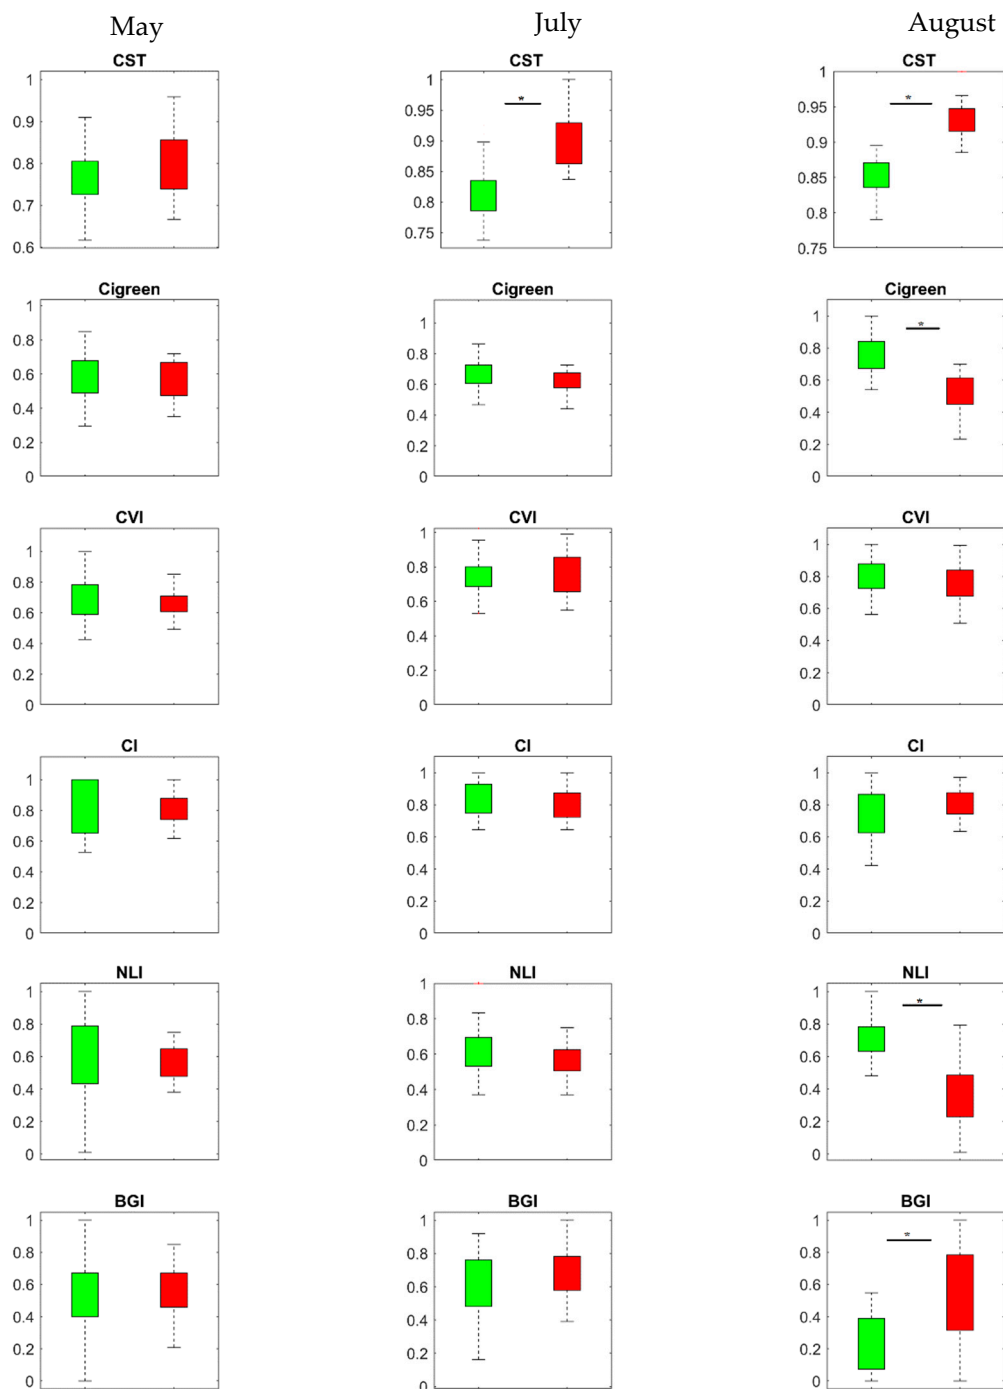 May July August
CST CST CST
1 1 1
0.9 0.95 * 0.95 *
0.8 0.9 0.9
0.7 0.85 0.85
0.6 0.8 0.8
0.75 0.75
Cigreen Cigreen Cigreen
1 1 1 *
0.8 0.8 0.8
0.6 0.6 0.6
0.4 0.4 0.4
0.2 0.2 0.2
0 0 0
CVI CVI CVI
1 1 1
0.8 0.8 0.8
0.6 0.6 0.6
0.4 0.4 0.4
0.2 0.2 0.2
0 0 0
CI CI CI
1 1 1
0.8 0.8 0.8
0.6 0.6 0.6
0.4 0.4 0.4
0.2 0.2 0.2
0 0 0
NLI NLI NLI
1 1 1 *
0.8 0.8 0.8
0.6 0.6 0.6
0.4 0.4 0.4
0.2 0.2 0.2
0 0 0
BGI BGI BGI
1 1 1 *
0.8 0.8 0.8
0.6 0.6 0.6
0.4 0.4 0.4
0.2 0.2 0.2
0 0 0